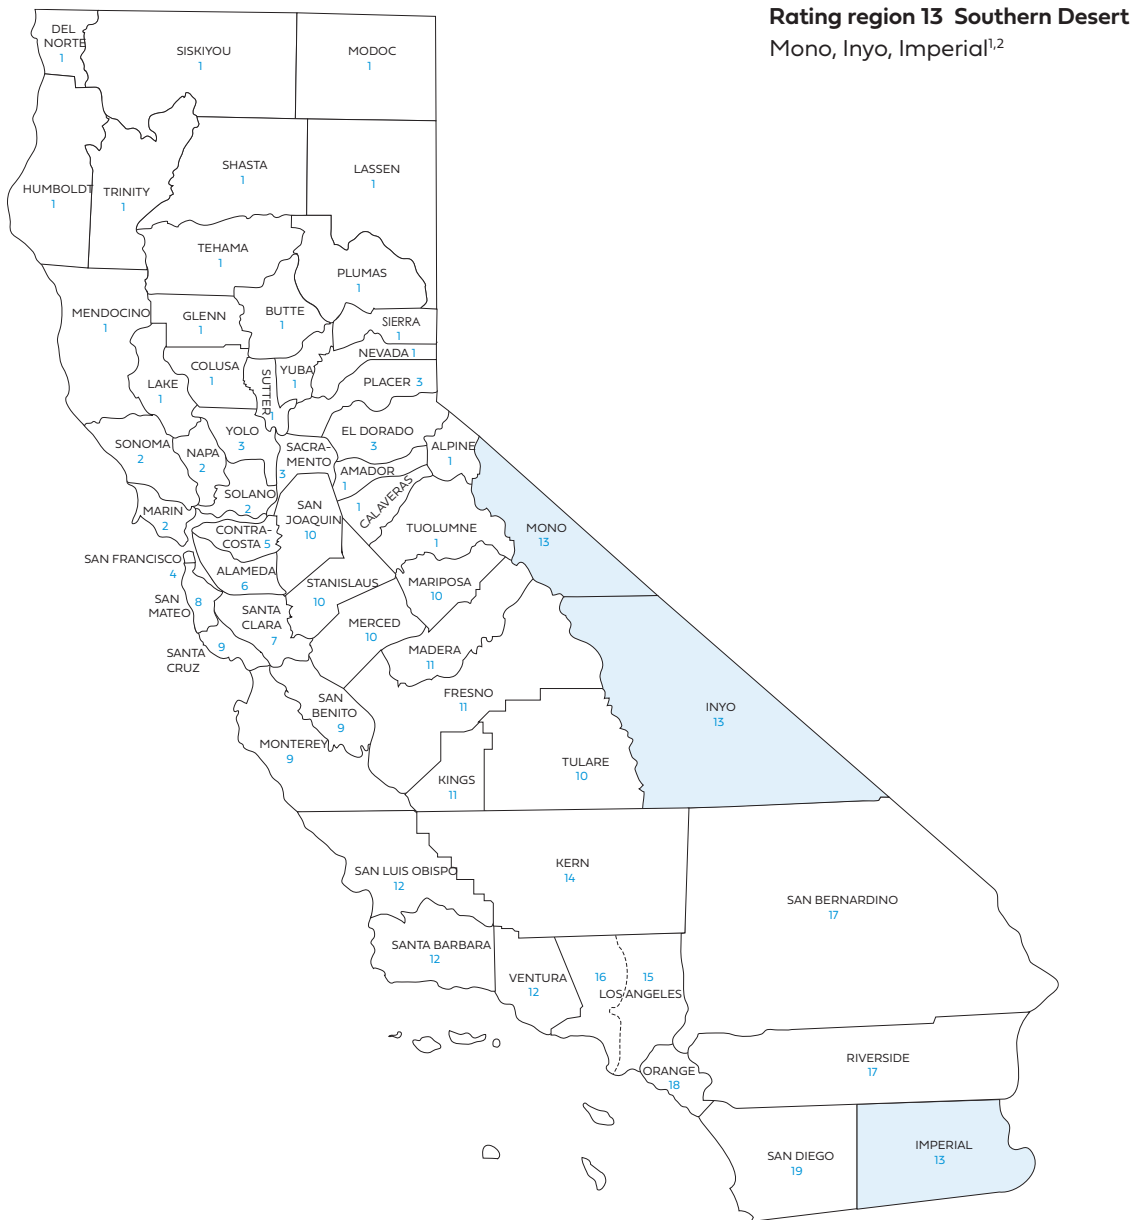 Rating region 13 Southern Desert
Mono, Inyo, Imperial1,2
DEL
NORTE
1
SISKIYOU
1
MODOC
1
HUMBOLDT
1
TRINITY
1
SHASTA
1
LASSEN
1
TEHAMA
1
PLUMAS
1
MENDOCINO
1
GLENN
1
BUTTE
1
SIERRA
1
NEVADA 1
COLUSA
1
SUTTER
1
YUBA
1
PLACER 3
LAKE
1
SONOMA
2
NAPA
2
YOLO
3
SACRA-
MENTO
3
EL DORADO
3
ALPINE
1
AMADOR
1
CALAVERAS
1
SOLANO
2
MARIN
2
SAN
JOAQUIN
10
CONTRA-
COSTA 5
TUOLUMNE
1
MONO
13
SAN FRANCISCO
4
ALAMEDA
6
STANISLAUS
10
MARIPOSA
10
SAN
MATEO
8
SANTA
CLARA
7
MERCED
10
SANTA
CRUZ
9
MADERA
11
FRESNO
11
SAN
BENITO
9
INYO
13
MONTEREY
9
KINGS
11
TULARE
10
SAN LUIS OBISPO
12
KERN
14
SAN BERNARDINO
17
SANTA BARBARA
12
VENTURA
12
16
15
LOS ANGELES
ORANGE
18
RIVERSIDE
17
SAN DIEGO
19
IMPERIAL
13